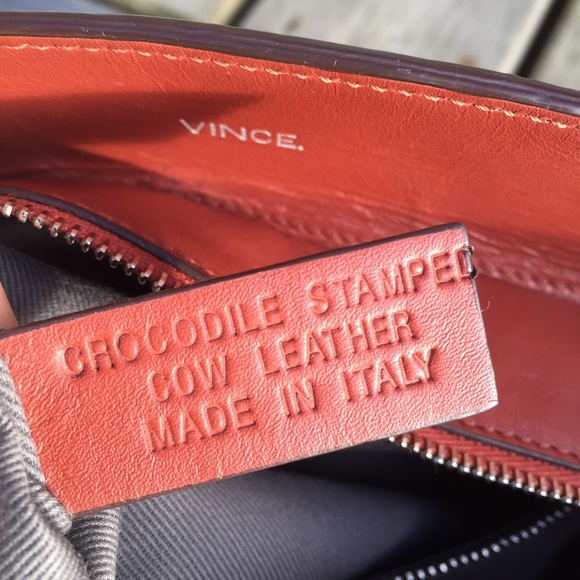 VINCE.
CROCODILE STAMPED
COW LEATHER
MADE IN ITALY